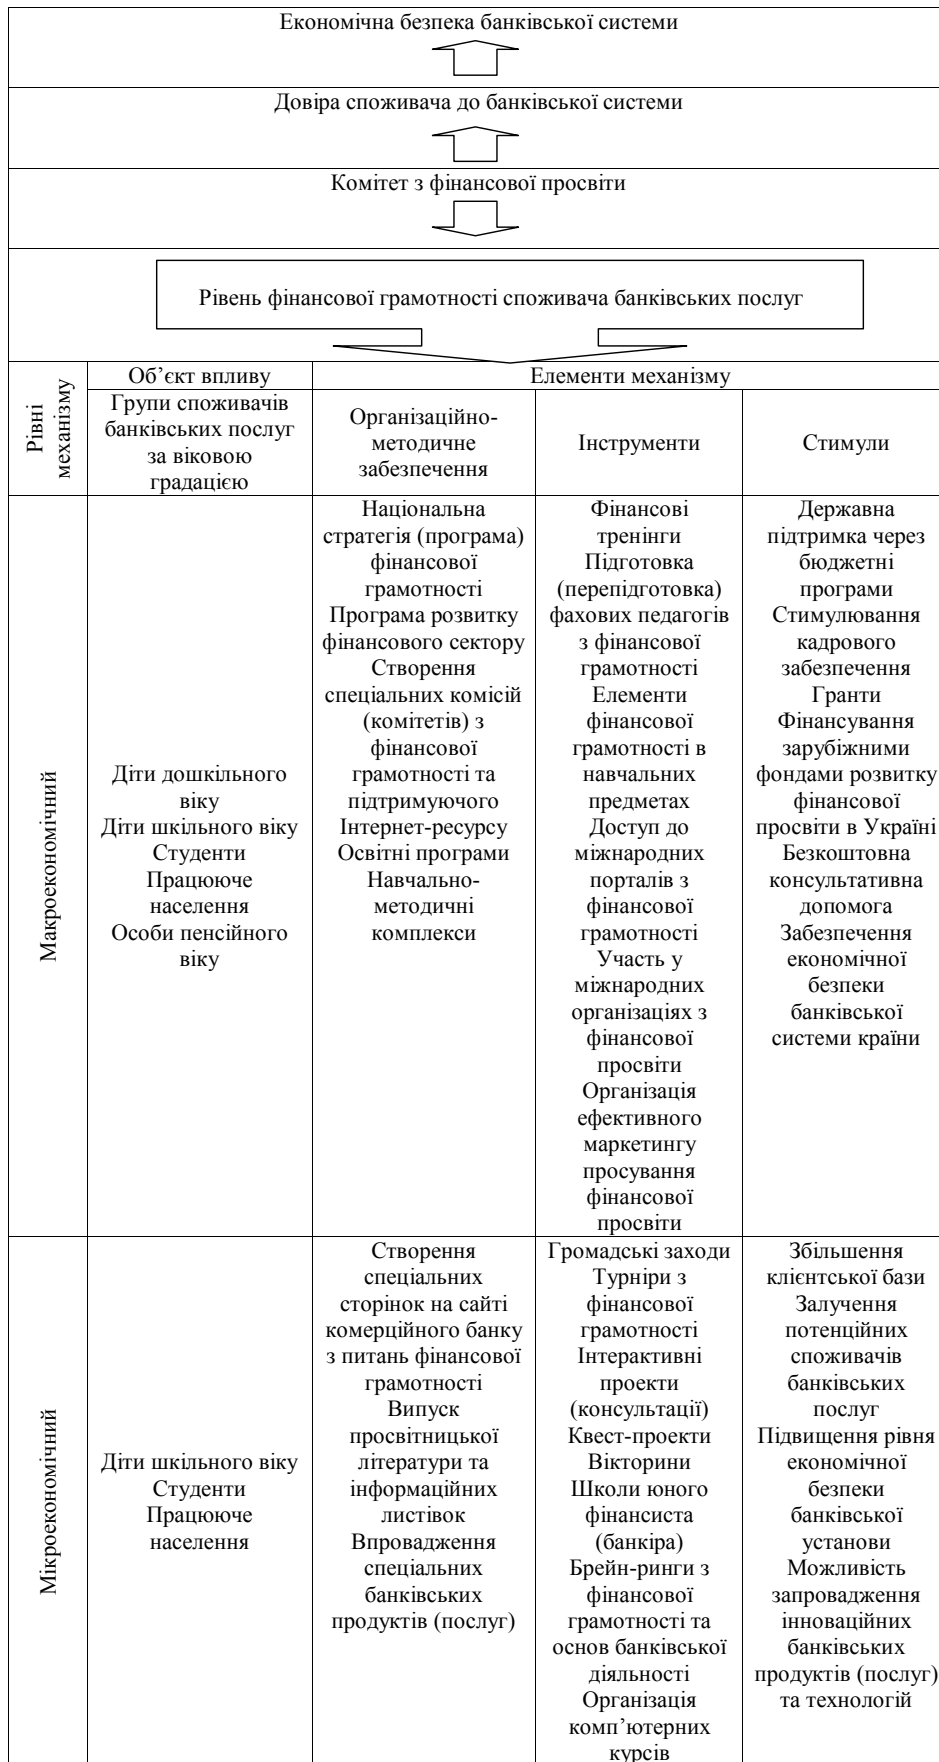 Економічна безпека банківської системи
Довіра споживача до банківської системи
Комітет з фінансової просвіти
Рівень фінансової грамотності споживача банківських послуг
Рівні
механізму
Об’єкт впливу
Елементи механізму
Групи споживачів
банківських послуг
за віковою
градацією
Організаційно-
методичне
забезпечення
Інструменти
Стимули
Макроекономічний
Діти дошкільного
віку
Діти шкільного віку
Студенти
Працююче
населення
Особи пенсійного
віку
Національна
стратегія (програма)
фінансової
грамотності
Програма розвитку
фінансового сектору
Створення
спеціальних комісій
(комітетів) з
фінансової
грамотності та
підтримуючого
Інтернет-ресурсу
Освітні програми
Навчально-
методичні
комплекси
Фінансові
тренінги
Підготовка
(перепідготовка)
фахових педагогів
з фінансової
грамотності
Елементи
фінансової
грамотності в
навчальних
предметах
Доступ до
міжнародних
порталів з
фінансової
грамотності
Участь у
міжнародних
організаціях з
фінансової
просвіти
Організація
ефективного
маркетингу
просування
фінансової
просвіти
Державна
підтримка через
бюджетні
програми
Стимулювання
кадрового
забезпечення
Гранти
Фінансування
зарубіжними
фондами розвитку
фінансової
просвіти в Україні
Безкоштовна
консультативна
допомога
Забезпечення
економічної
безпеки
банківської
системи країни
Мікроекономічний
Діти шкільного віку
Студенти
Працююче
населення
Створення
спеціальних
сторінок на сайті
комерційного банку
з питань фінансової
грамотності
Випуск
просвітницької
літератури та
інформаційних
листівок
Впровадження
спеціальних
банківських
продуктів (послуг)
Громадські заходи
Турніри з
фінансової
грамотності
Інтерактивні
проекти
(консультації)
Квест-проекти
Вікторини
Школи юного
фінансиста
(банкіра)
Брейн-ринги з
фінансової
грамотності та
основ банківської
діяльності
Організація
комп’ютерних
курсів
Збільшення
клієнтської бази
Залучення
потенційних
споживачів
банківських
послуг
Підвищення рівня
економічної
безпеки
банківської
установи
Можливість
запровадження
інноваційних
банківських
продуктів (послуг)
та технологій